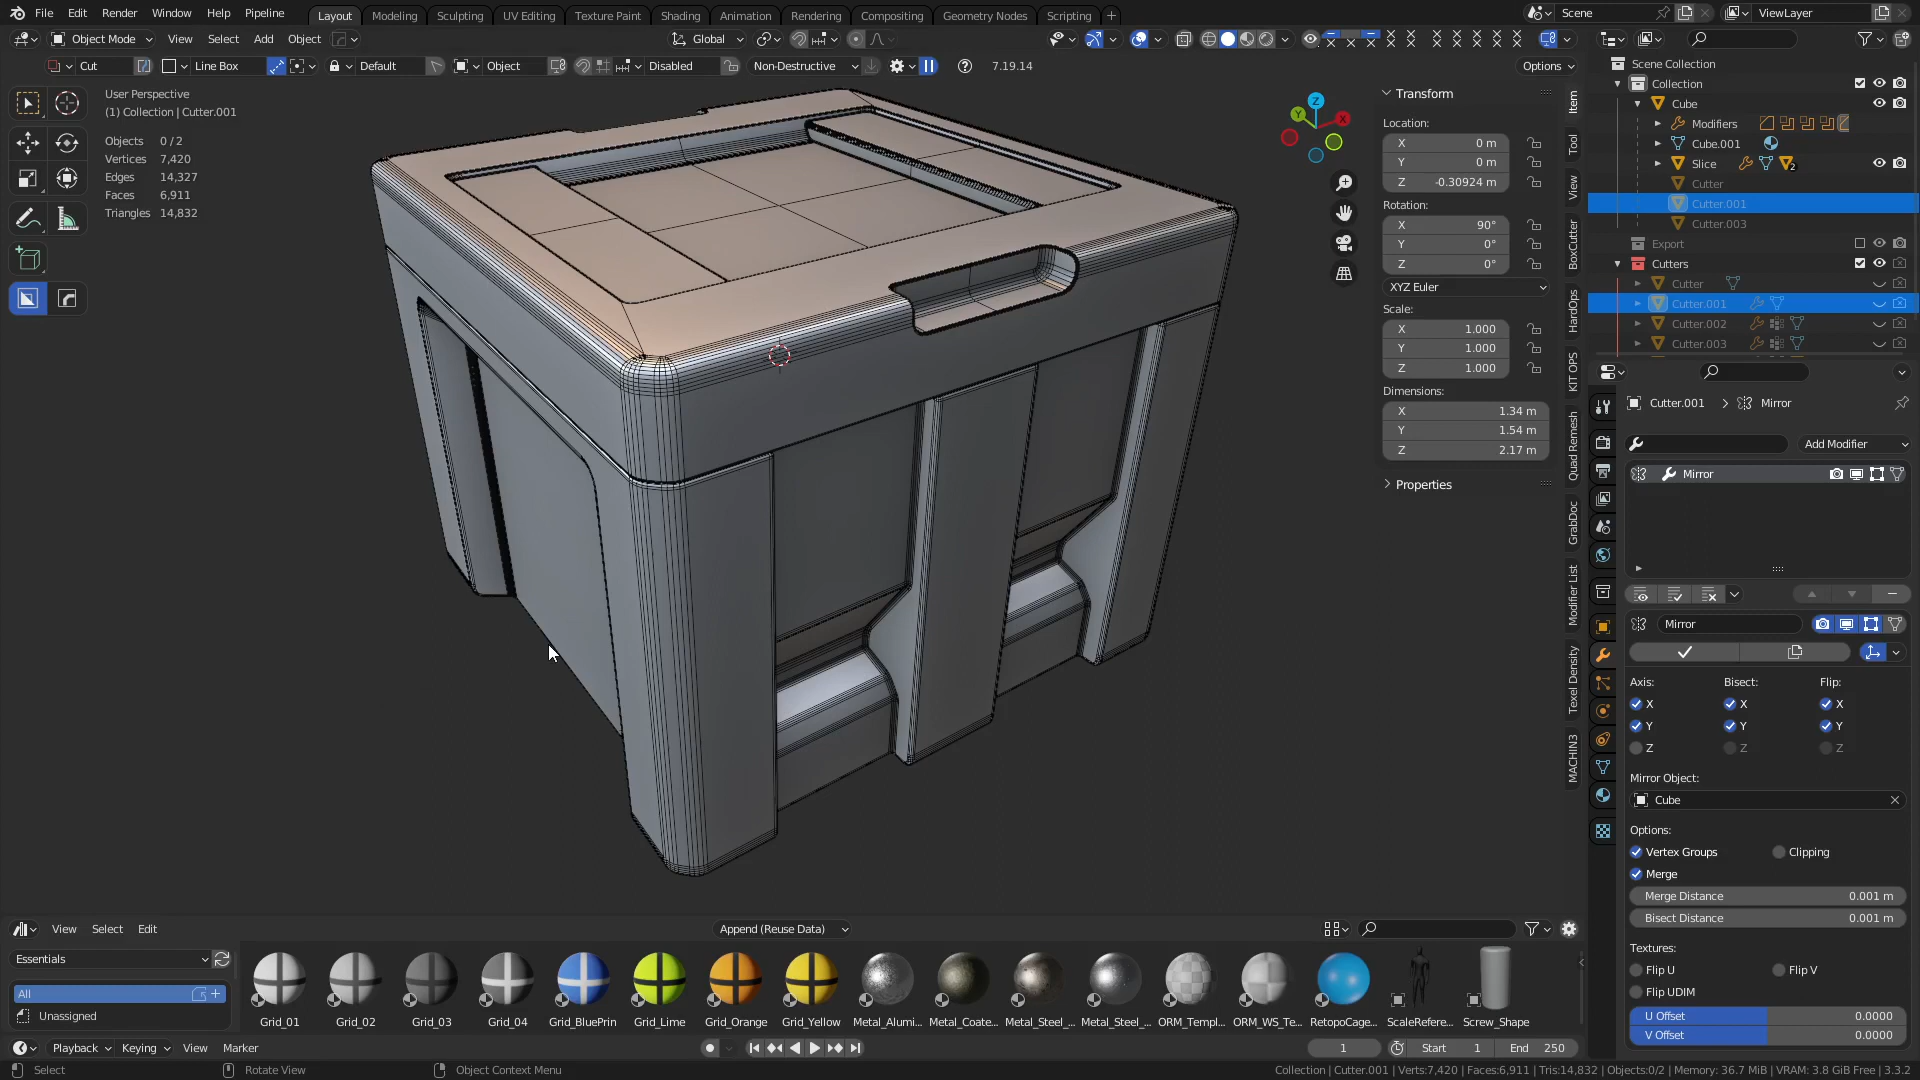 File Edit Render Window Help Pipeline Layout Modeling Sculpting UV Editing Texture Paint Shading Animation Rendering Compositing Geometry Nodes Scripting + Scene ViewLayer
Object Mode View Select Add Object Global
Cut Line Box Default Object Disabled Non-Destructive 7.19.14 Options
User Perspective
(1) Collection | Cutter.001
Objects 0 / 2
Vertices 7,420
Edges 14,327
Faces 6,911
Triangles 14,832
Z
Y
X
Transform
Location:
X 0 m
Y 0 m
Z -0.30924 m
Rotation:
X 90°
Y 0°
Z 0°
XYZ Euler
Scale:
X 1.000
Y 1.000
Z 1.000
Dimensions:
X 1.34 m
Y 1.54 m
Z 2.17 m
Properties
Item
Tool
View
BoxCutter
HardOps
KIT OPS
Quad Remesh
GrabDoc
Modifier List
Texel Density
MACHIN3
Scene Collection
Collection
Cube
Modifiers
Cube.001
Slice 2
Cutter
Cutter.001
Cutter.003
Export
Cutters
Cutter
Cutter.001
Cutter.002
Cutter.003
Cutter.001 > Mirror
Add Modifier
Mirror
Mirror
Axis: Bisect: Flip:
X X X
Y Y Y
Z Z Z
Mirror Object:
Cube
Options:
Vertex Groups Clipping
Merge
Merge Distance 0.001 m
Bisect Distance 0.001 m
Textures:
Flip U Flip V
Flip UDIM
U Offset 0.0000
V Offset 0.0000
View Select Edit Append (Reuse Data)
Essentials
All
Unassigned
Grid_01 Grid_02 Grid_03 Grid_04 Grid_BluePrin Grid_Lime Grid_Orange Grid_Yellow Metal_Alumi... Metal_Coate... Metal_Steel_... Metal_Steel_... ORM_Templ... ORM_WS_Te... RetopoCage... ScaleRefere... Screw_Shape
Playback Keying View Marker 1 Start 1 End 250
Select Rotate View Object Context Menu Collection | Cutter.001 | Verts:7,420 | Faces:6,911 | Tris:14,832 | Objects:0/2 | Memory: 36.7 MiB | VRAM: 3.8 GiB Free | 3.3.2